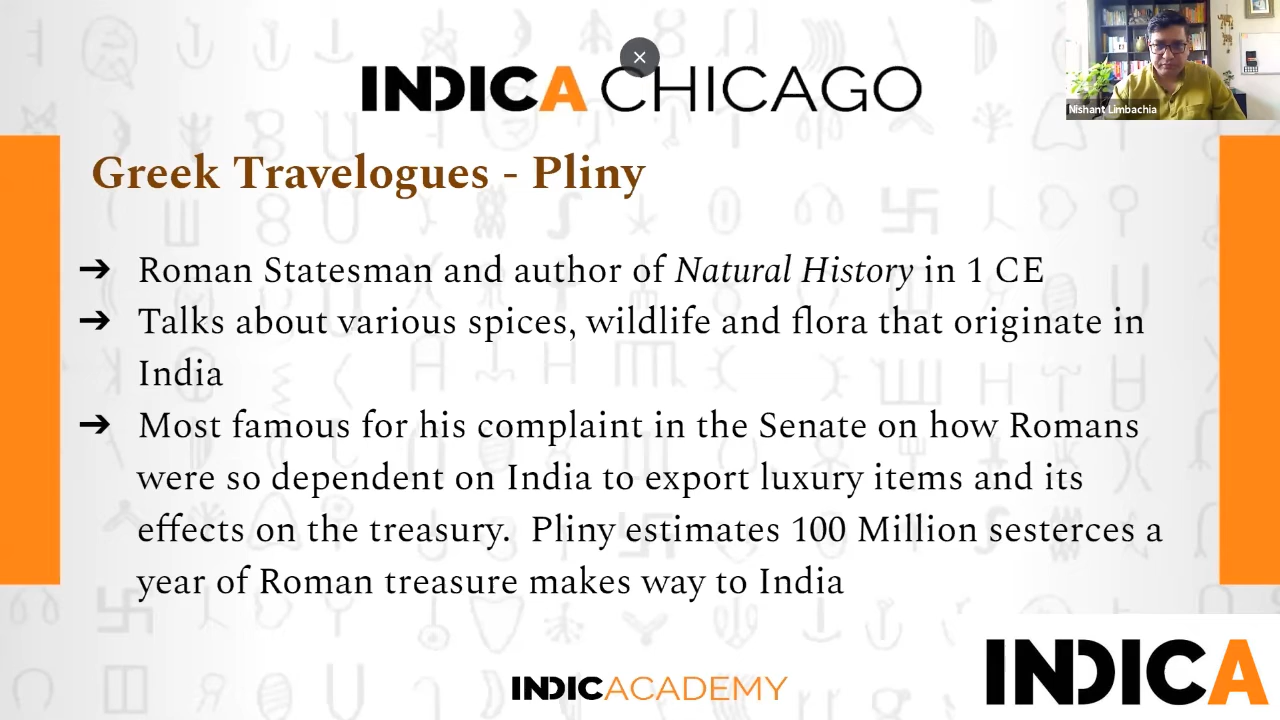 INDICA CHICAGO
Nishant Limbachia
Greek Travelogues - Pliny
➔ Roman Statesman and author of Natural History in 1 CE
➔ Talks about various spices, wildlife and flora that originate in
India
➔ Most famous for his complaint in the Senate on how Romans
were so dependent on India to export luxury items and its
effects on the treasury. Pliny estimates 100 Million sesterces a
year of Roman treasure makes way to India
INDICACADEMY
INDICA